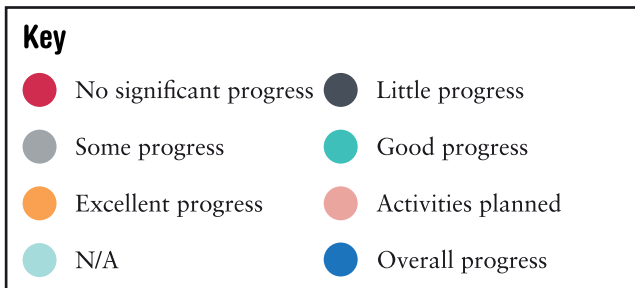 Key
No significant progress
Little progress
Some progress
Good progress
Excellent progress
Activities planned
N/A
Overall progress